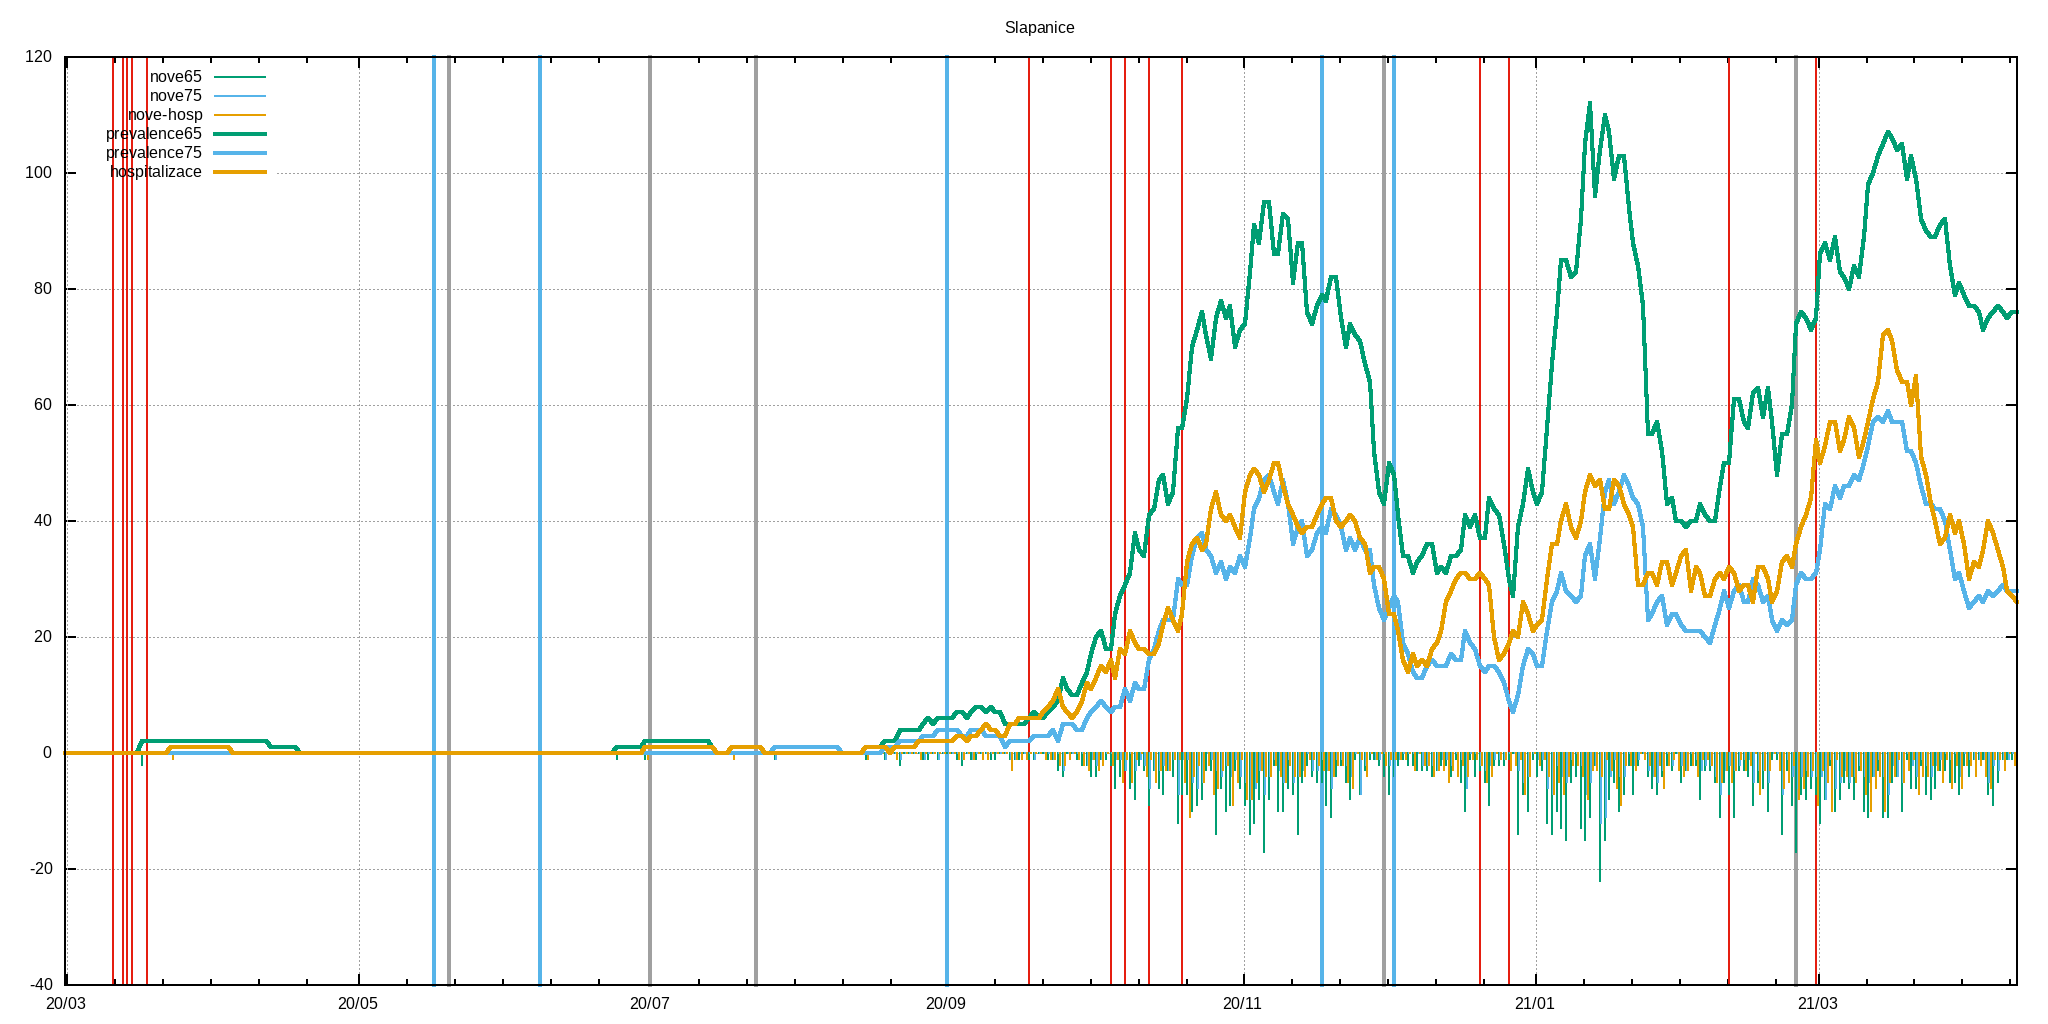 Slapanice
120
100
80
60
40
20
0
-20
-40
nove65
nove75
nove-hosp
prevalence65
prevalence75
hospitalizace
20/03 20/05 20/07 20/09 20/11 21/01 21/03